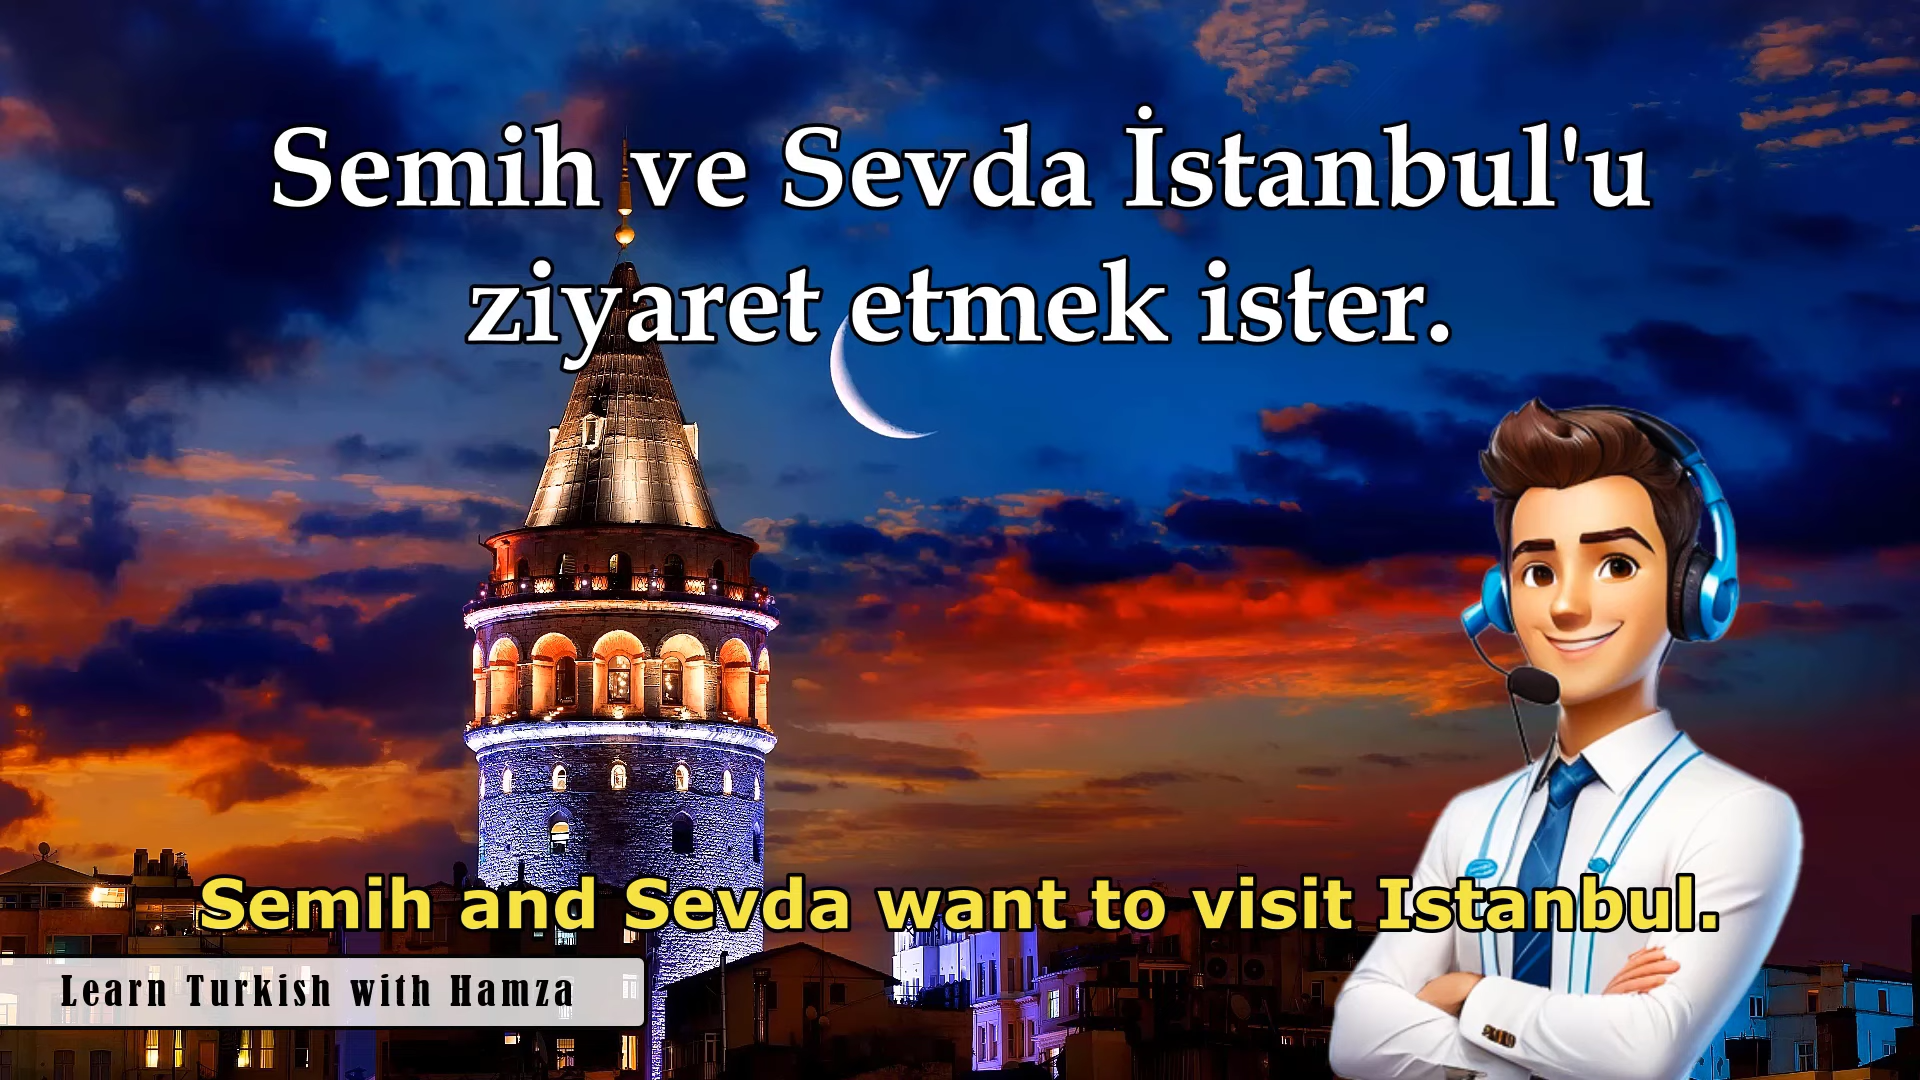 Semih ve Sevda İstanbul'u
ziyaret etmek ister.
Semih and Sevda want to visit Istanbul.
Learn Turkish with Hamza